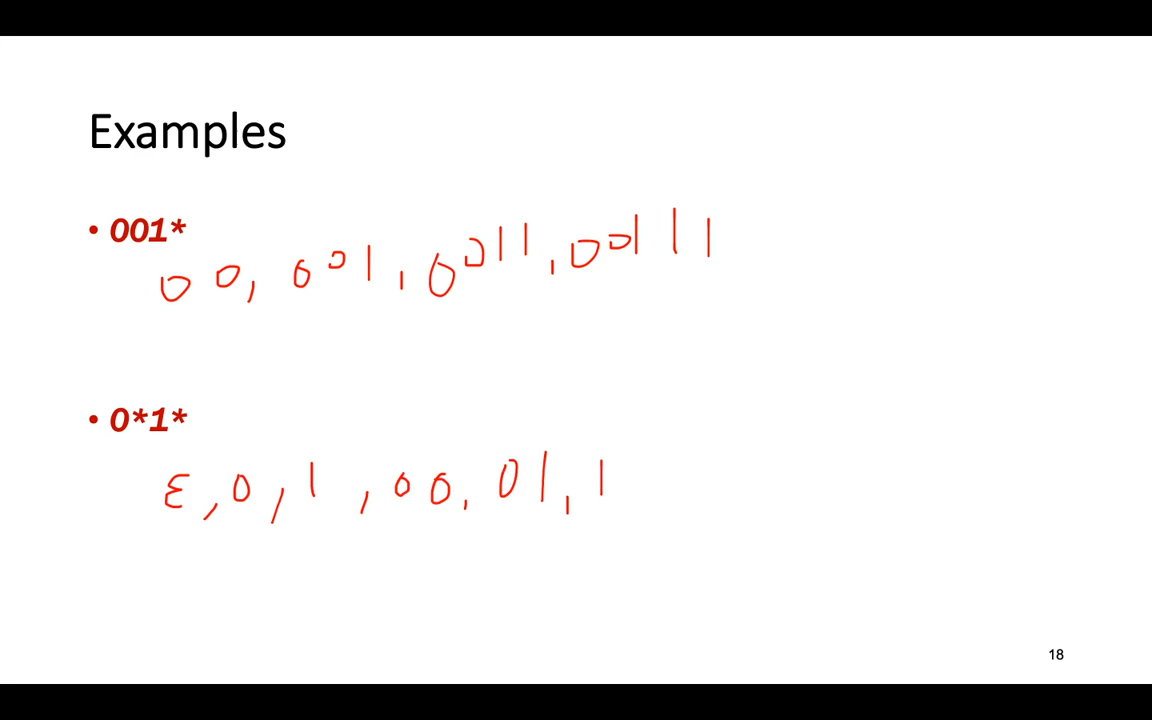 Examples
• 001*
00, 001, 0011, 00111
• 0*1*
ε, 0, 1, 00, 01, 1
18